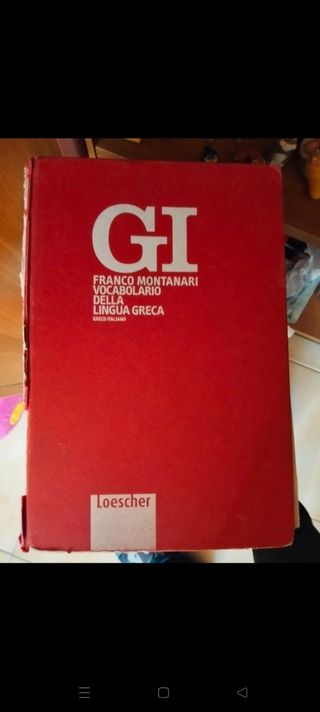 GI
FRANCO MONTANARI
VOCABOLARIO
DELLA
LINGUA GRECA
GRECO ITALIANO
Loescher